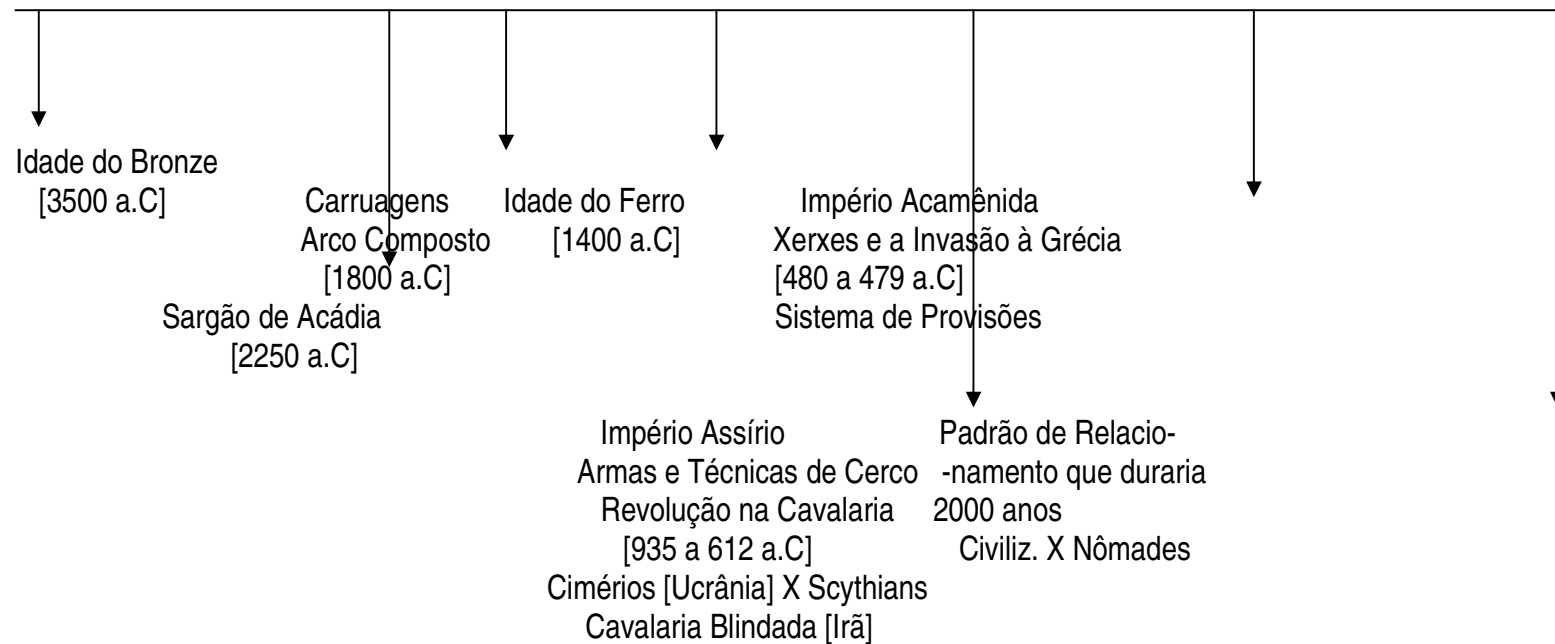 Idade do Bronze
[3500 a.C]
Sargão de Acádia
[2250 a.C]
Carruagens
Arco Composto
[1800 a.C]
Idade do Ferro
[1400 a.C]
Império Assírio
Armas e Técnicas de Cerco
Revolução na Cavalaria
[935 a 612 a.C]
Cimérios [Ucrânia] X Scythians
Cavalaria Blindada [Irã]
Império Acamênida
Xerxes e a Invasão à Grécia
[480 a 479 a.C]
Sistema de Provisões
Padrão de Relacio-
-namento que duraria
2000 anos
Civiliz. X Nômades